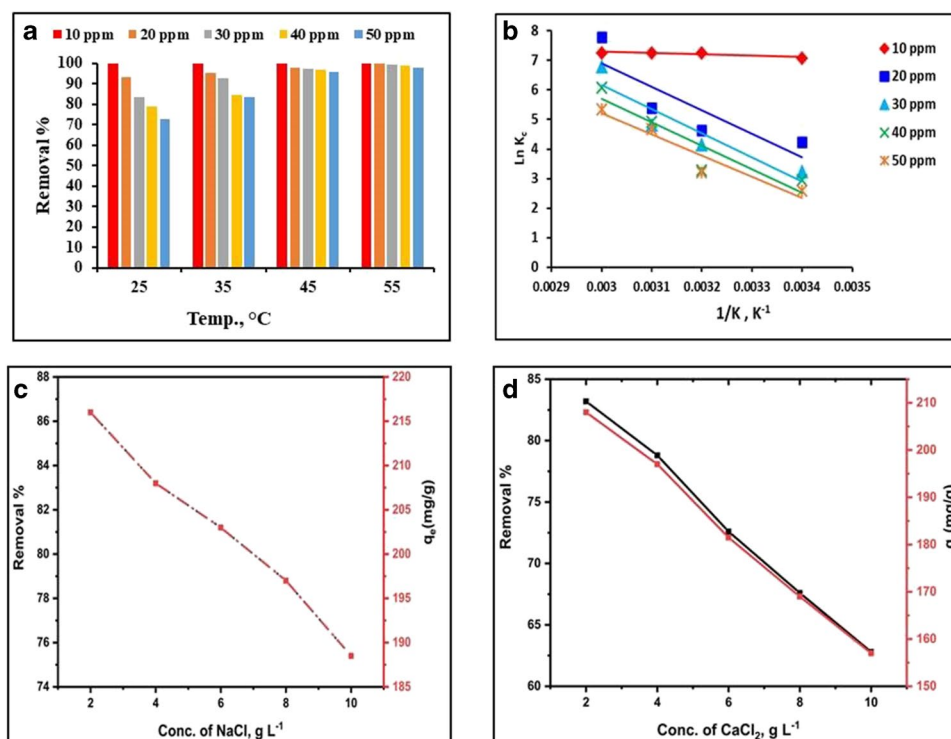 a
10 ppm 20 ppm 30 ppm 40 ppm 50 ppm
100
90
80
70
60
50
40
30
20
10
0
Removal %
25 35 45 55
Temp., °C
b
8
7
6
5
4
3
2
1
0
Ln Kc
0.0029 0.003 0.0031 0.0032 0.0033 0.0034 0.0035
1/K , K-1
10 ppm
20 ppm
30 ppm
40 ppm
50 ppm
c
88
86
84
82
80
78
76
74
Removal %
220
215
210
205
200
195
190
185
qe(mg/g)
2 4 6 8 10
Conc. of NaCl, g L-1
d
85
80
75
70
65
60
Removal %
210
200
190
180
170
160
150
q (mg/g)
2 4 6 8 10
Conc. of CaCl2, g L-1